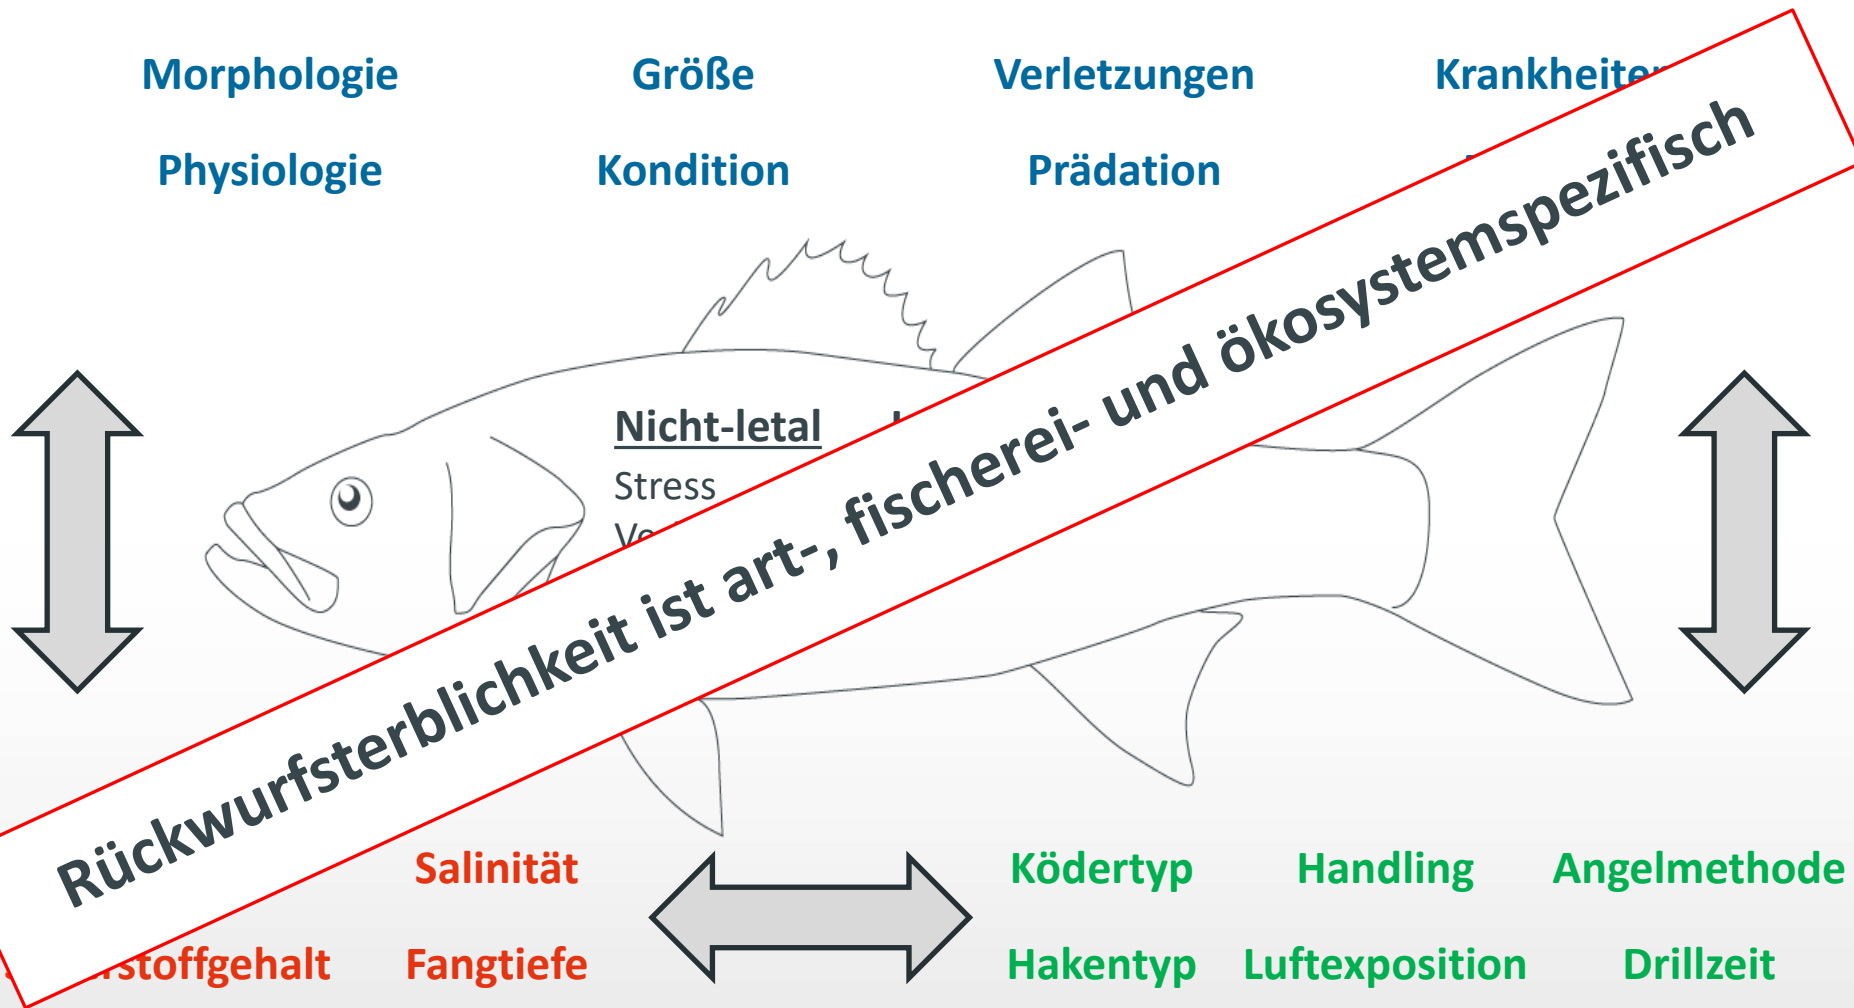 Morphologie Größe Verletzungen Krankheiten
Physiologie Kondition Prädation
Nicht-letal
Stress
Rückwurfsterblichkeit ist art-, fischerei- und ökosystemspezifisch
Salinität Ködertyp Handling Angelmethode
Fangtiefe Hakentyp Luftexposition Drillzeit